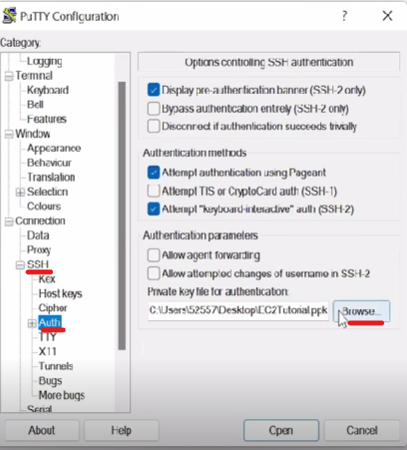 PuTTY Configuration
Category:
Logging
Terminal
Keyboard
Bell
Features
Window
Appearance
Behaviour
Translation
Selection
Colours
Connection
Data
Proxy
SSH
Kex
Host keys
Cipher
Auth
TTY
X11
Tunnels
Bugs
More bugs
Serial
Options controlling SSH authentication
Display pre-authentication banner (SSH-2 only)
Bypass authentication entirely (SSH-2 only)
Disconnect if authentication succeeds trivially
Authentication methods
Attempt authentication using Pageant
Attempt TIS or CryptoCard auth (SSH-1)
Attempt "keyboard-interactive" auth (SSH-2)
Authentication parameters
Allow agent forwarding
Allow attempted changes of username in SSH-2
Private key file for authentication:
C:\Users\52557\Desktop\EC2Tutorial.ppk
Browse...
About
Help
Open
Cancel